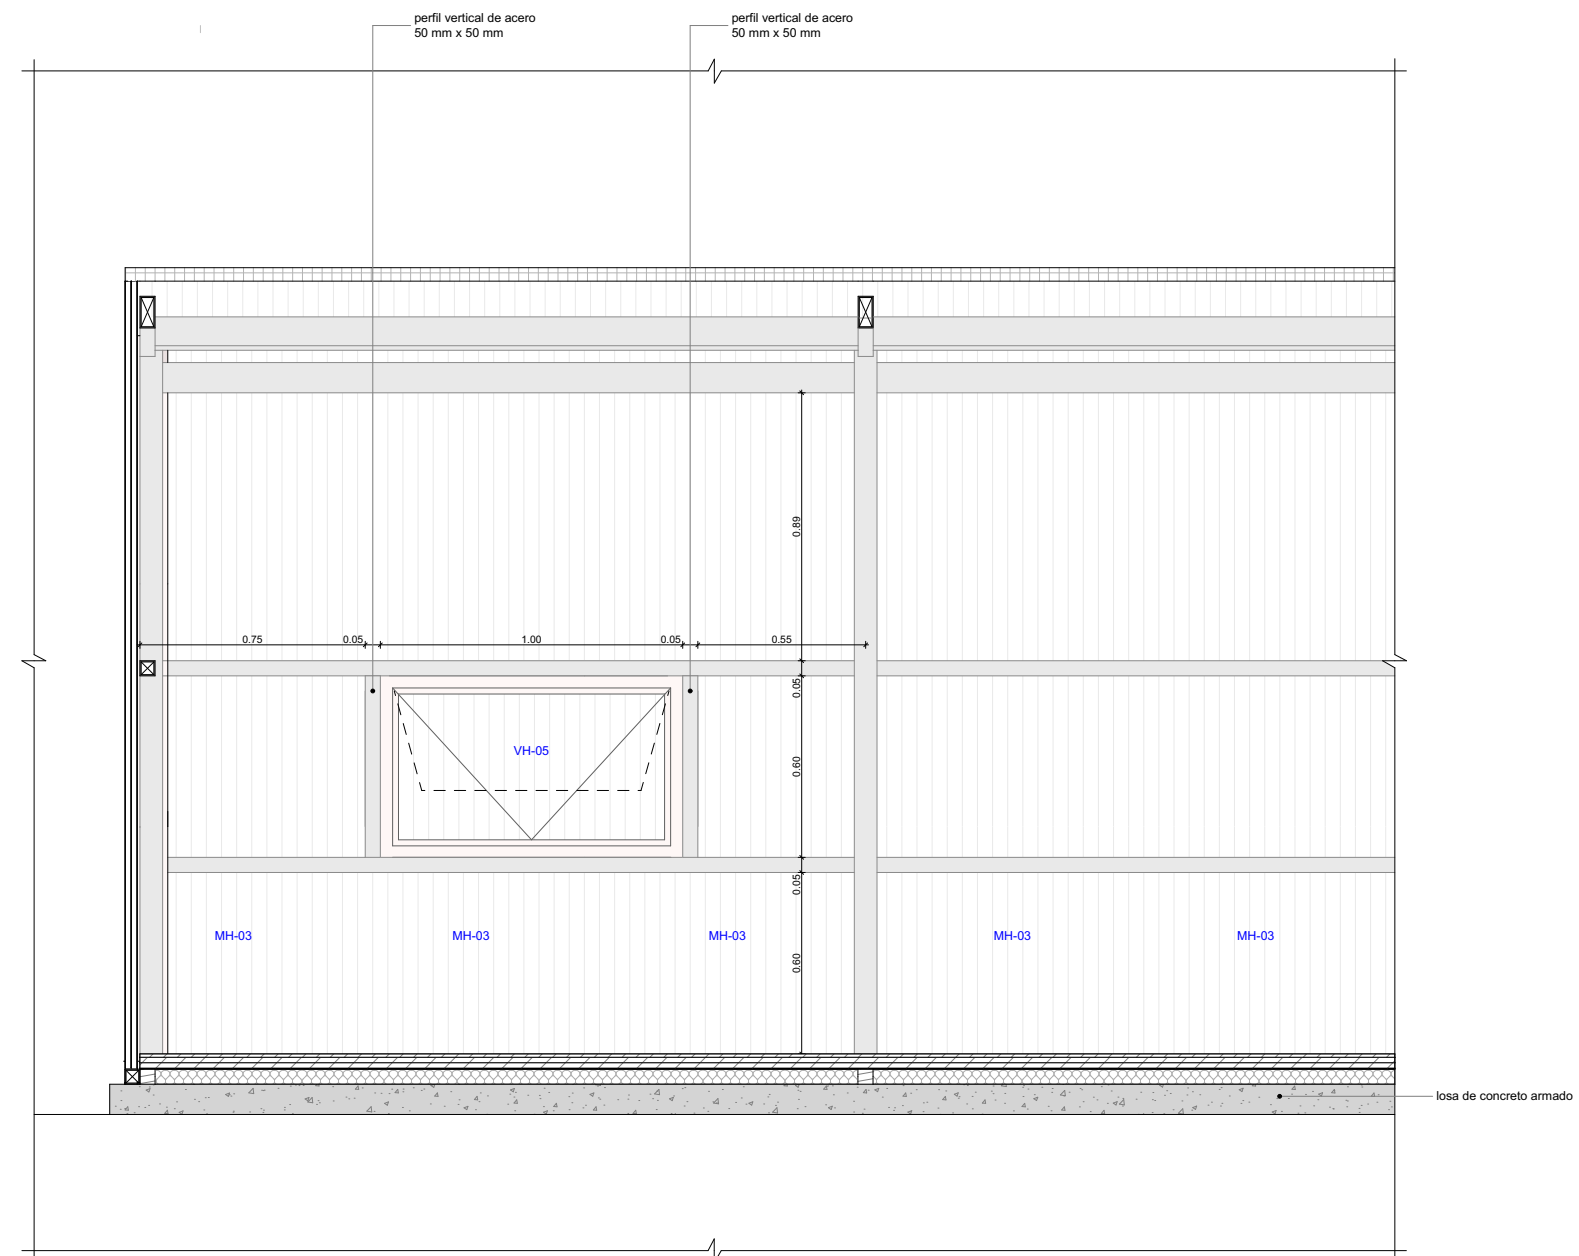 perfil vertical de acero
50 mm x 50 mm
perfil vertical de acero
50 mm x 50 mm
0.89
0.75
0.05
1.00
0.05
0.55
0.05
VH-05
0.60
0.05
MH-03
MH-03
MH-03
MH-03
MH-03
0.60
losa de concreto armado